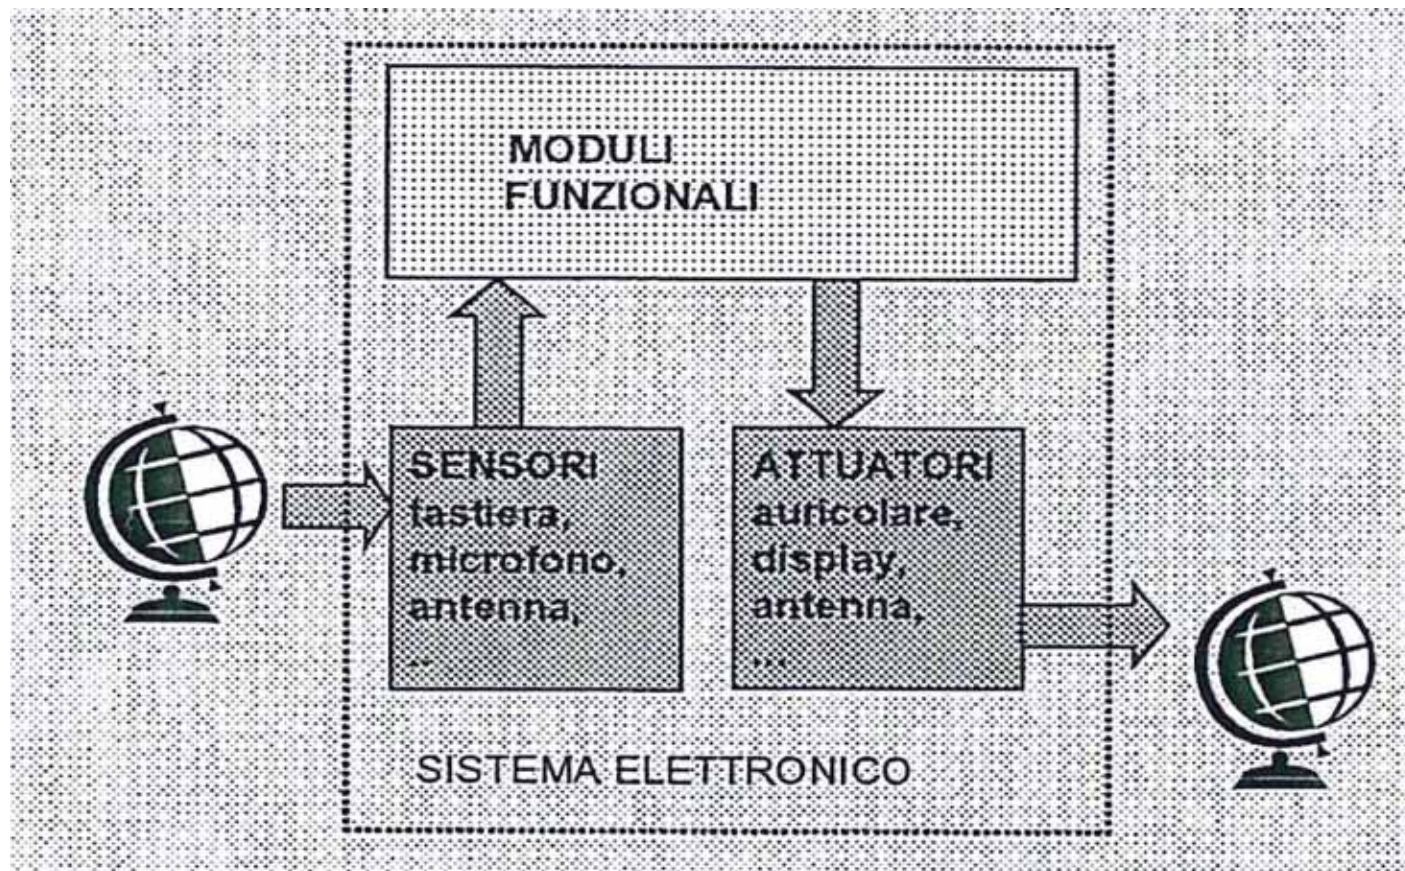 MODULI
FUNZIONALI
SENSORI
tastiera,
microfono,
antenna,
..
ATTUATORI
auricolare,
display,
antenna,
...
SISTEMA ELETTRONICO